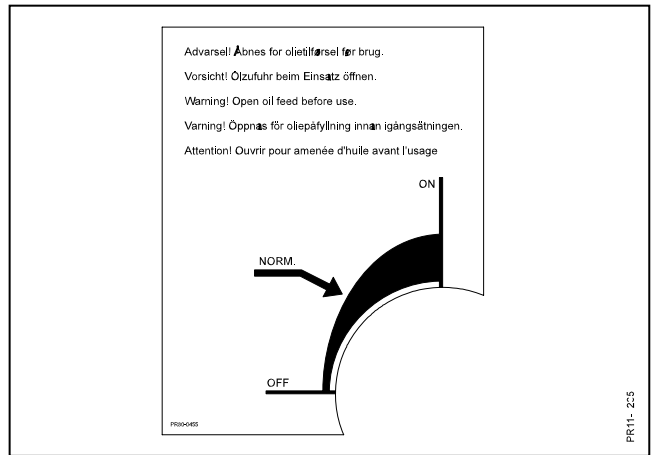 Advarsel! Åbnes for olietilførsel før brug.
Vorsicht! Ölzufuhr beim Einsatz öffnen.
Warning! Open oil feed before use.
Varning! Öppnas för oliepåfyllning innan igångsätningen.
Attention! Ouvrir pour amenée d'huile avant l'usage
ON
NORM.
OFF
PR80-0455
PR11-